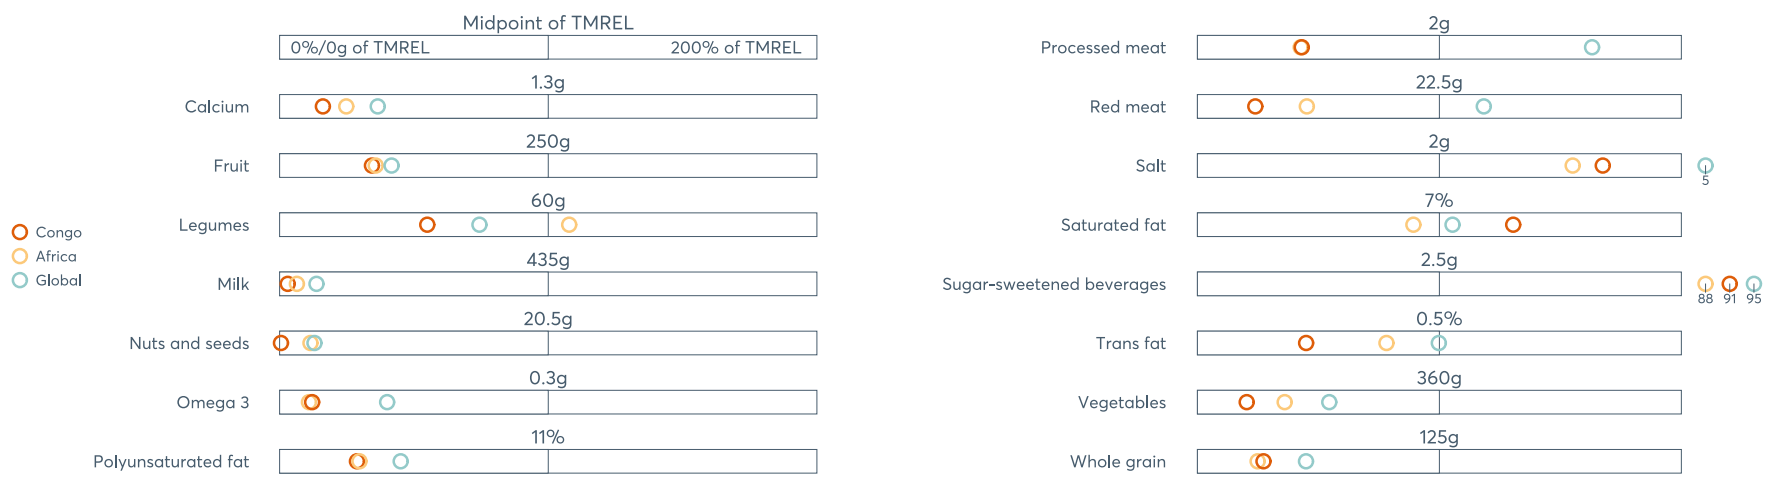 Midpoint of TMREL
0%/0g of TMREL 200% of TMREL
1.3g
Calcium
250g
Fruit
60g
Legumes
435g
Milk
20.5g
Nuts and seeds
0.3g
Omega 3
11%
Polyunsaturated fat
Congo
Africa
Global
2g
Processed meat
22.5g
Red meat
2g
Salt
5
7%
Saturated fat
2.5g
Sugar-sweetened beverages
88 91 95
0.5%
Trans fat
360g
Vegetables
125g
Whole grain